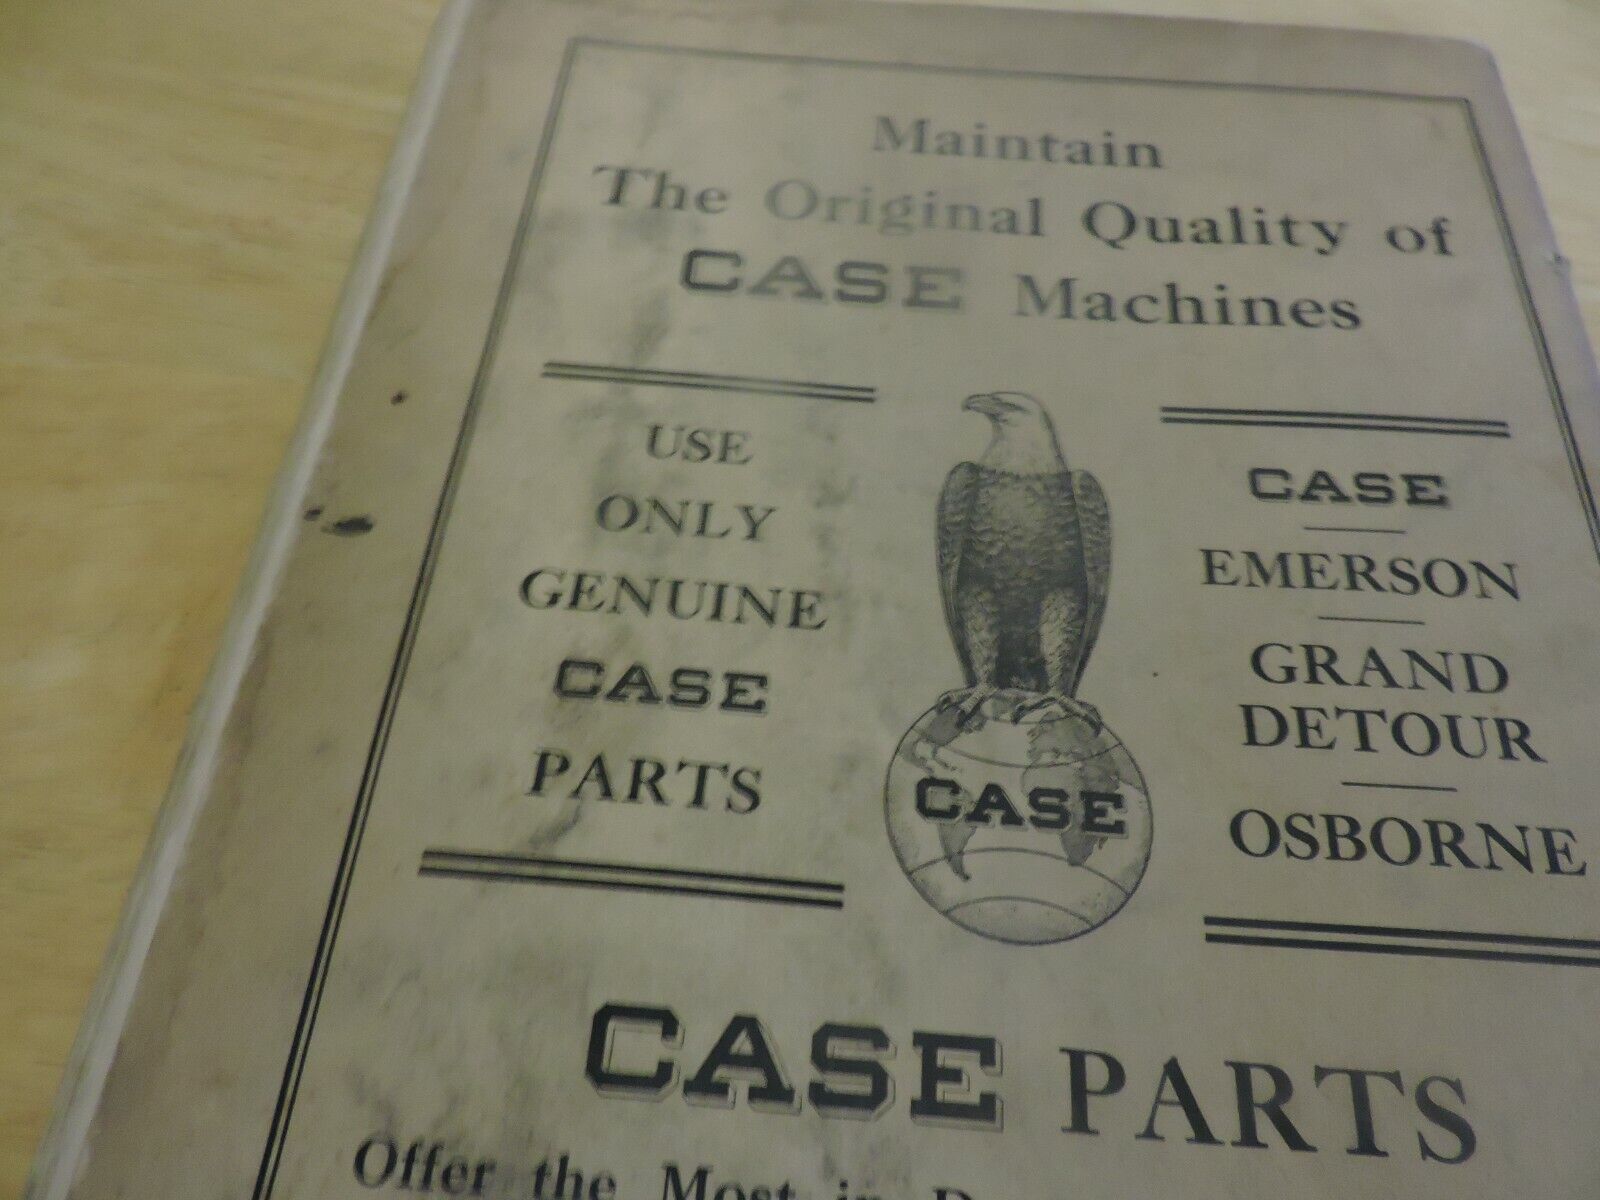 Maintain
The Original Quality of
CASE Machines
USE
ONLY
GENUINE
CASE
PARTS
CASE
CASE
EMERSON
GRAND
DETOUR
OSBORNE
CASE PARTS
Offer the Most in